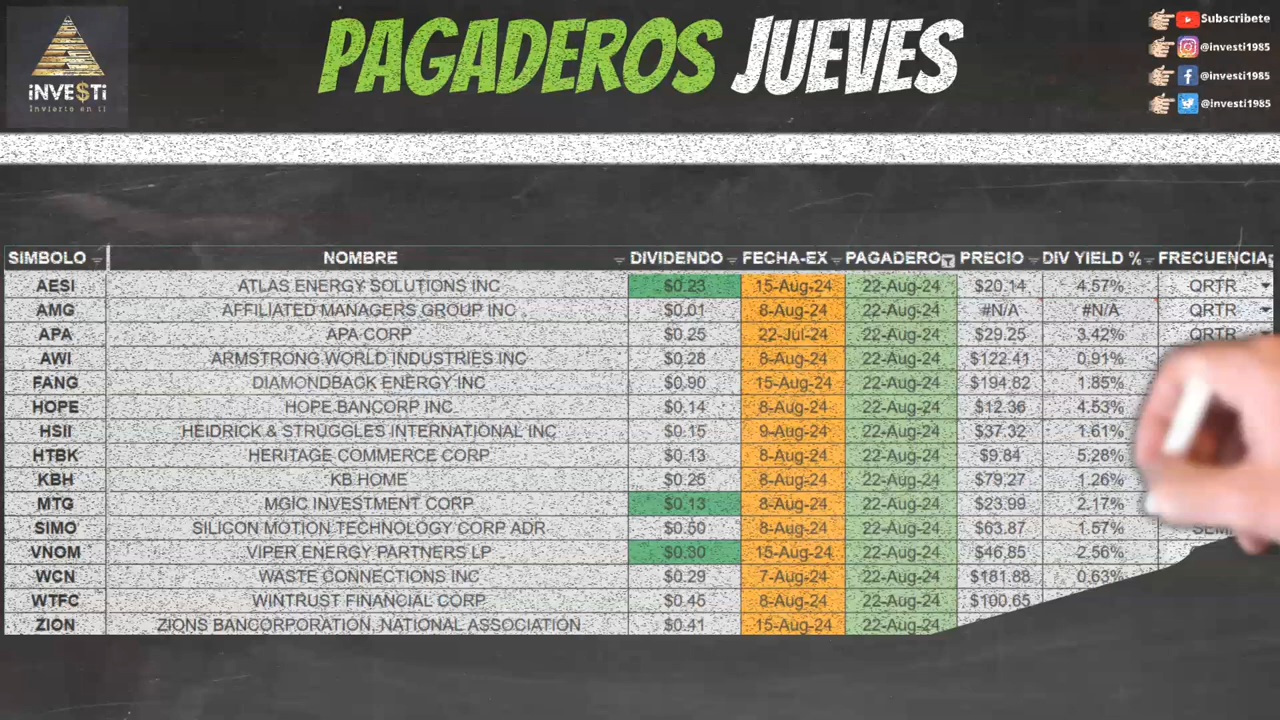 PAGADEROS JUEVES
iNVE$Ti
Invierto en ti
Subscribete
@investi1985
@investi1985
@investi1985
SIMBOLO NOMBRE DIVIDENDO FECHA-EX PAGADERO PRECIO DIV YIELD % FRECUENCIA
AESI ATLAS ENERGY SOLUTIONS INC $0.23 15-Aug-24 22-Aug-24 $20.14 4.57% QRTR
AMG AFFILIATED MANAGERS GROUP INC $0.01 8-Aug-24 22-Aug-24 #N/A #N/A QRTR
APA APA CORP $0.25 22-Jul-24 22-Aug-24 $29.25 3.42% QRTR
AWI ARMSTRONG WORLD INDUSTRIES INC $0.28 8-Aug-24 22-Aug-24 $122.41 0.91%
FANG DIAMONDBACK ENERGY INC $0.90 15-Aug-24 22-Aug-24 $194.82 1.85%
HOPE HOPE BANCORP INC $0.14 8-Aug-24 22-Aug-24 $12.36 4.53%
HSII HEIDRICK & STRUGGLES INTERNATIONAL INC $0.15 9-Aug-24 22-Aug-24 $37.32 1.61%
HTBK HERITAGE COMMERCE CORP $0.13 8-Aug-24 22-Aug-24 $9.84 5.28%
KBH KB HOME $0.25 8-Aug-24 22-Aug-24 $79.27 1.26%
MTG MGIC INVESTMENT CORP $0.13 8-Aug-24 22-Aug-24 $23.99 2.17%
SIMO SILICON MOTION TECHNOLOGY CORP ADR $0.50 8-Aug-24 22-Aug-24 $63.87 1.57%
VNOM VIPER ENERGY PARTNERS LP $0.30 15-Aug-24 22-Aug-24 $46.85 2.56%
WCN WASTE CONNECTIONS INC $0.29 7-Aug-24 22-Aug-24 $181.88 0.63%
WTFC WINTRUST FINANCIAL CORP $0.45 8-Aug-24 22-Aug-24 $100.65
ZION ZIONS BANCORPORATION, NATIONAL ASSOCIATION $0.41 15-Aug-24 22-Aug-24